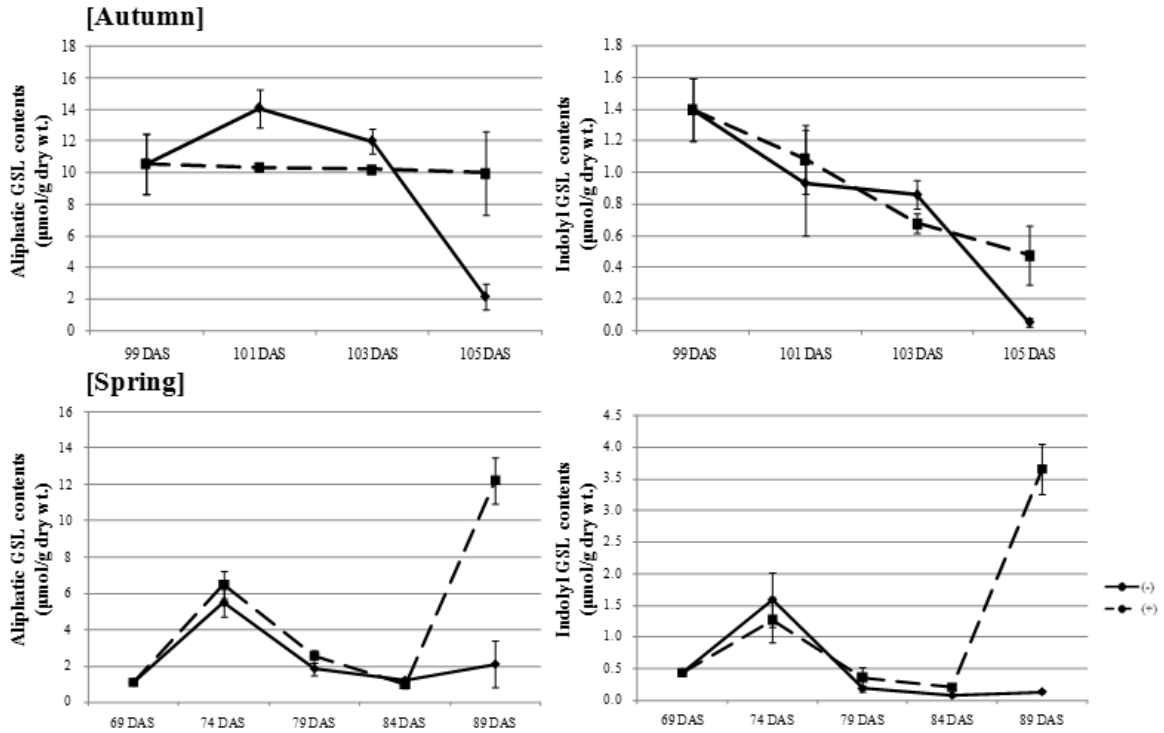 [Autumn]
Aliphatic GSL contents
(μmol/g dry wt.)
18
16
14
12
10
8
6
4
2
0
99 DAS
101 DAS
103 DAS
105 DAS
Indolyl GSL contents
(μmol/g dry wt.)
1.8
1.6
1.4
1.2
1.0
0.8
0.6
0.4
0.2
0.0
99 DAS
101 DAS
103 DAS
105 DAS
[Spring]
Aliphatic GSL contents
(μmol/g dry wt.)
16
14
12
10
8
6
4
2
0
69 DAS
74 DAS
79 DAS
84 DAS
89 DAS
Indolyl GSL contents
(μmol/g dry wt.)
4.5
4.0
3.5
3.0
2.5
2.0
1.5
1.0
0.5
0.0
69 DAS
74 DAS
79 DAS
84 DAS
89 DAS
(-)
(+)